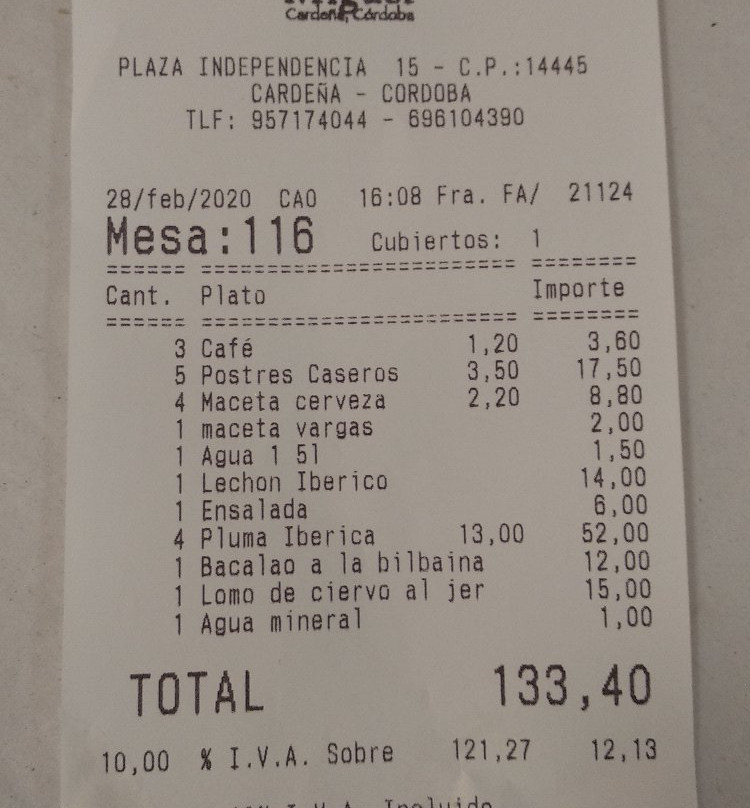 Cardeña, Córdoba
PLAZA INDEPENDENCIA 15 - C.P.:14445
CARDEÑA - CORDOBA
TLF: 957174044 - 696104390
28/feb/2020 CAO 16:08 Fra. FA/ 21124
Mesa:116 Cubiertos: 1
====== ======================== ========
Cant. Plato Importe
====== ======================== ========
3 Café 1,20 3,60
5 Postres Caseros 3,50 17,50
4 Maceta cerveza 2,20 8,80
1 maceta vargas 2,00
1 Agua 1 5l 1,50
1 Lechon Iberico 14,00
1 Ensalada 6,00
4 Pluma Iberica 13,00 52,00
1 Bacalao a la bilbaina 12,00
1 Lomo de ciervo al jer 15,00
1 Agua mineral 1,00
TOTAL 133,40
10,00 % I.V.A. Sobre 121,27 12,13
I.V.A. Incluido